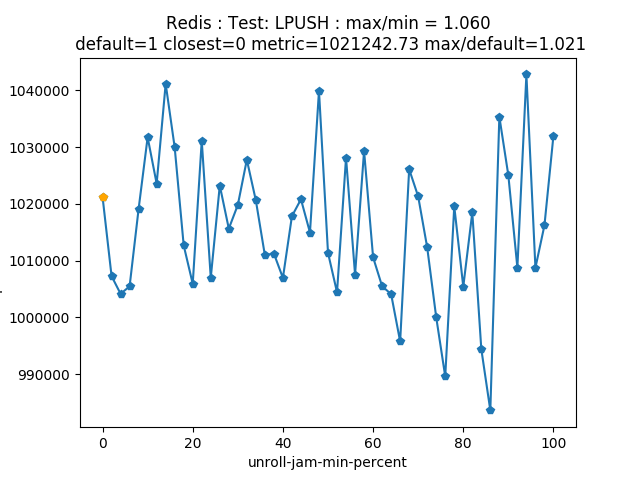 Redis : Test: LPUSH : max/min = 1.060
default=1 closest=0 metric=1021242.73 max/default=1.021
1040000
1030000
1020000
1010000
1000000
990000
0 20 40 60 80 100
unroll-jam-min-percent